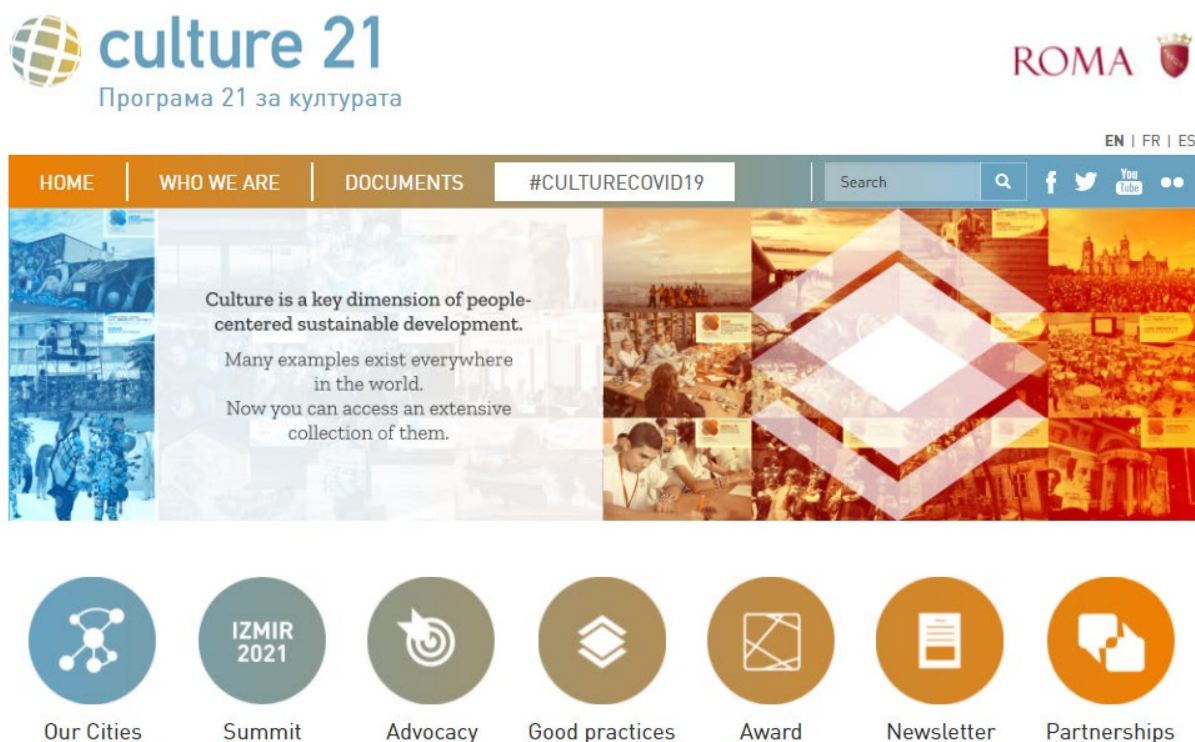 culture 21
Програма 21 за културата
ROMA
EN | FR | ES
HOME
WHO WE ARE
DOCUMENTS
#CULTURECOVID19
Search
You
Tube
Culture is a key dimension of people-
centered sustainable development.
Many examples exist everywhere
in the world.
Now you can access an extensive
collection of them.
IZMIR
2021
Our Cities
Summit
Advocacy
Good practices
Award
Newsletter
Partnerships